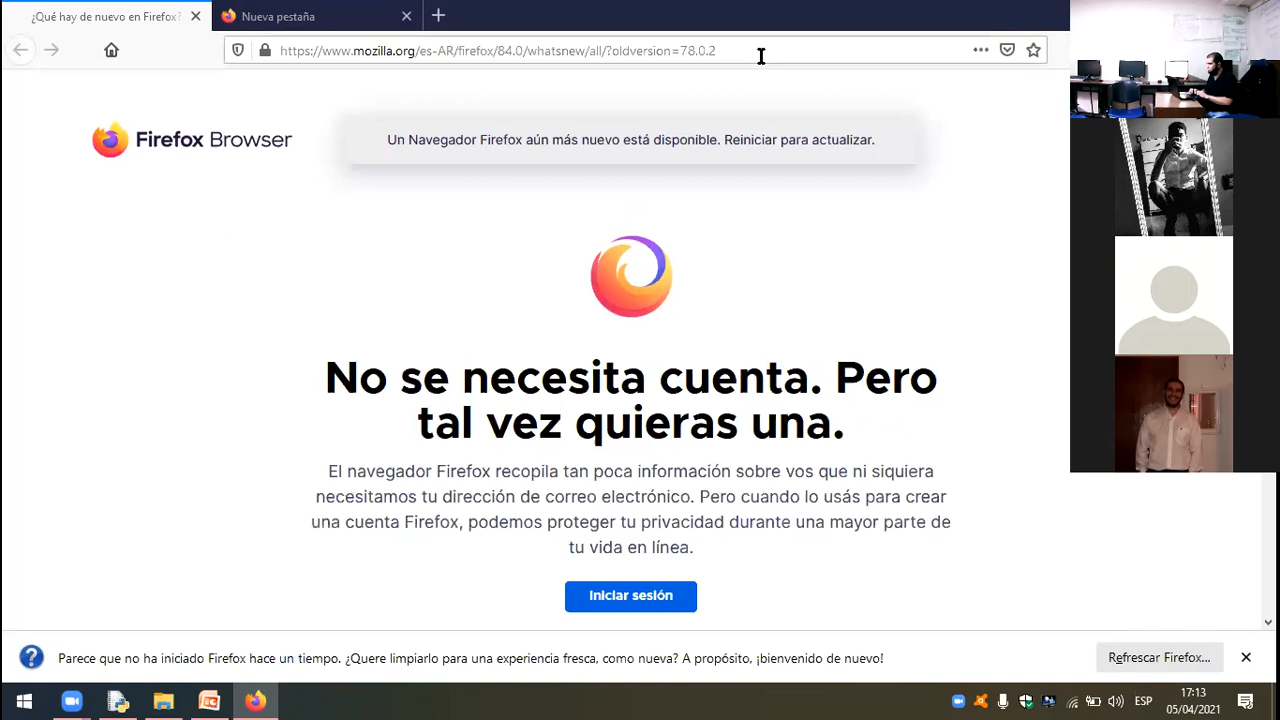 ¿Qué hay de nuevo en Firefox?
Nueva pestaña
https://www.mozilla.org/es-AR/firefox/84.0/whatsnew/all/?oldversion=78.0.2
Firefox Browser
Un Navegador Firefox aún más nuevo está disponible. Reiniciar para actualizar.
No se necesita cuenta. Pero
tal vez quieras una.
El navegador Firefox recopila tan poca información sobre vos que ni siquiera
necesitamos tu dirección de correo electrónico. Pero cuando lo usás para crear
una cuenta Firefox, podemos proteger tu privacidad durante una mayor parte de
tu vida en línea.
Iniciar sesión
Parece que no ha iniciado Firefox hace un tiempo. ¿Quere limpiarlo para una experiencia fresca, como nueva? A propósito, ¡bienvenido de nuevo!
Refrescar Firefox...
ESP
17:13
05/04/2021